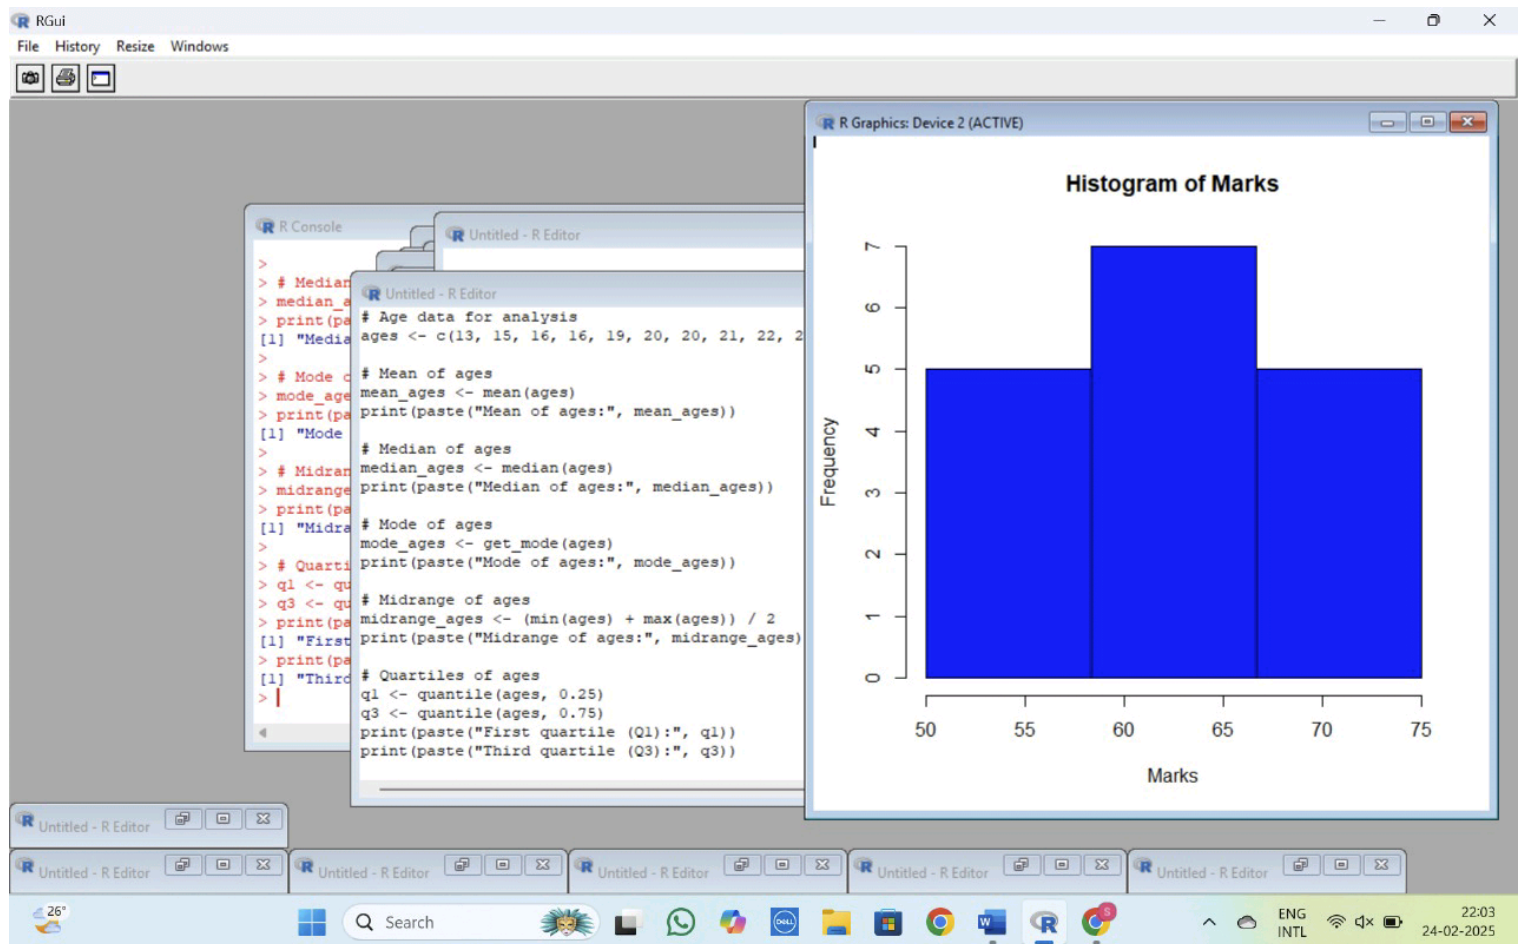 RGui
File History Resize Windows
R Graphics: Device 2 (ACTIVE)
Histogram of Marks
7
6
5
4
3
2
1
0
Frequency
50 55 60 65 70 75
Marks
R Console
>
> # Median
> median_a
> print(pa
[1] "Media
>
> # Mode o
> mode_age
> print(pa
[1] "Mode
>
> # Midran
> midrange
> print(pa
[1] "Midra
>
> # Quarti
> q1 <- qu
> q3 <- qu
> print(pa
[1] "First
> print(pa
[1] "Third
>
Untitled - R Editor
Untitled - R Editor
# Age data for analysis
ages <- c(13, 15, 16, 16, 19, 20, 20, 21, 22, 2
# Mean of ages
mean_ages <- mean(ages)
print(paste("Mean of ages:", mean_ages))
# Median of ages
median_ages <- median(ages)
print(paste("Median of ages:", median_ages))
# Mode of ages
mode_ages <- get_mode(ages)
print(paste("Mode of ages:", mode_ages))
# Midrange of ages
midrange_ages <- (min(ages) + max(ages)) / 2
print(paste("Midrange of ages:", midrange_ages)
# Quartiles of ages
q1 <- quantile(ages, 0.25)
q3 <- quantile(ages, 0.75)
print(paste("First quartile (Q1):", q1))
print(paste("Third quartile (Q3):", q3))
Untitled - R Editor
Untitled - R Editor
Untitled - R Editor
Untitled - R Editor
Untitled - R Editor
Untitled - R Editor
26°
Search
DELL
S
ENG
INTL
22:03
24-02-2025